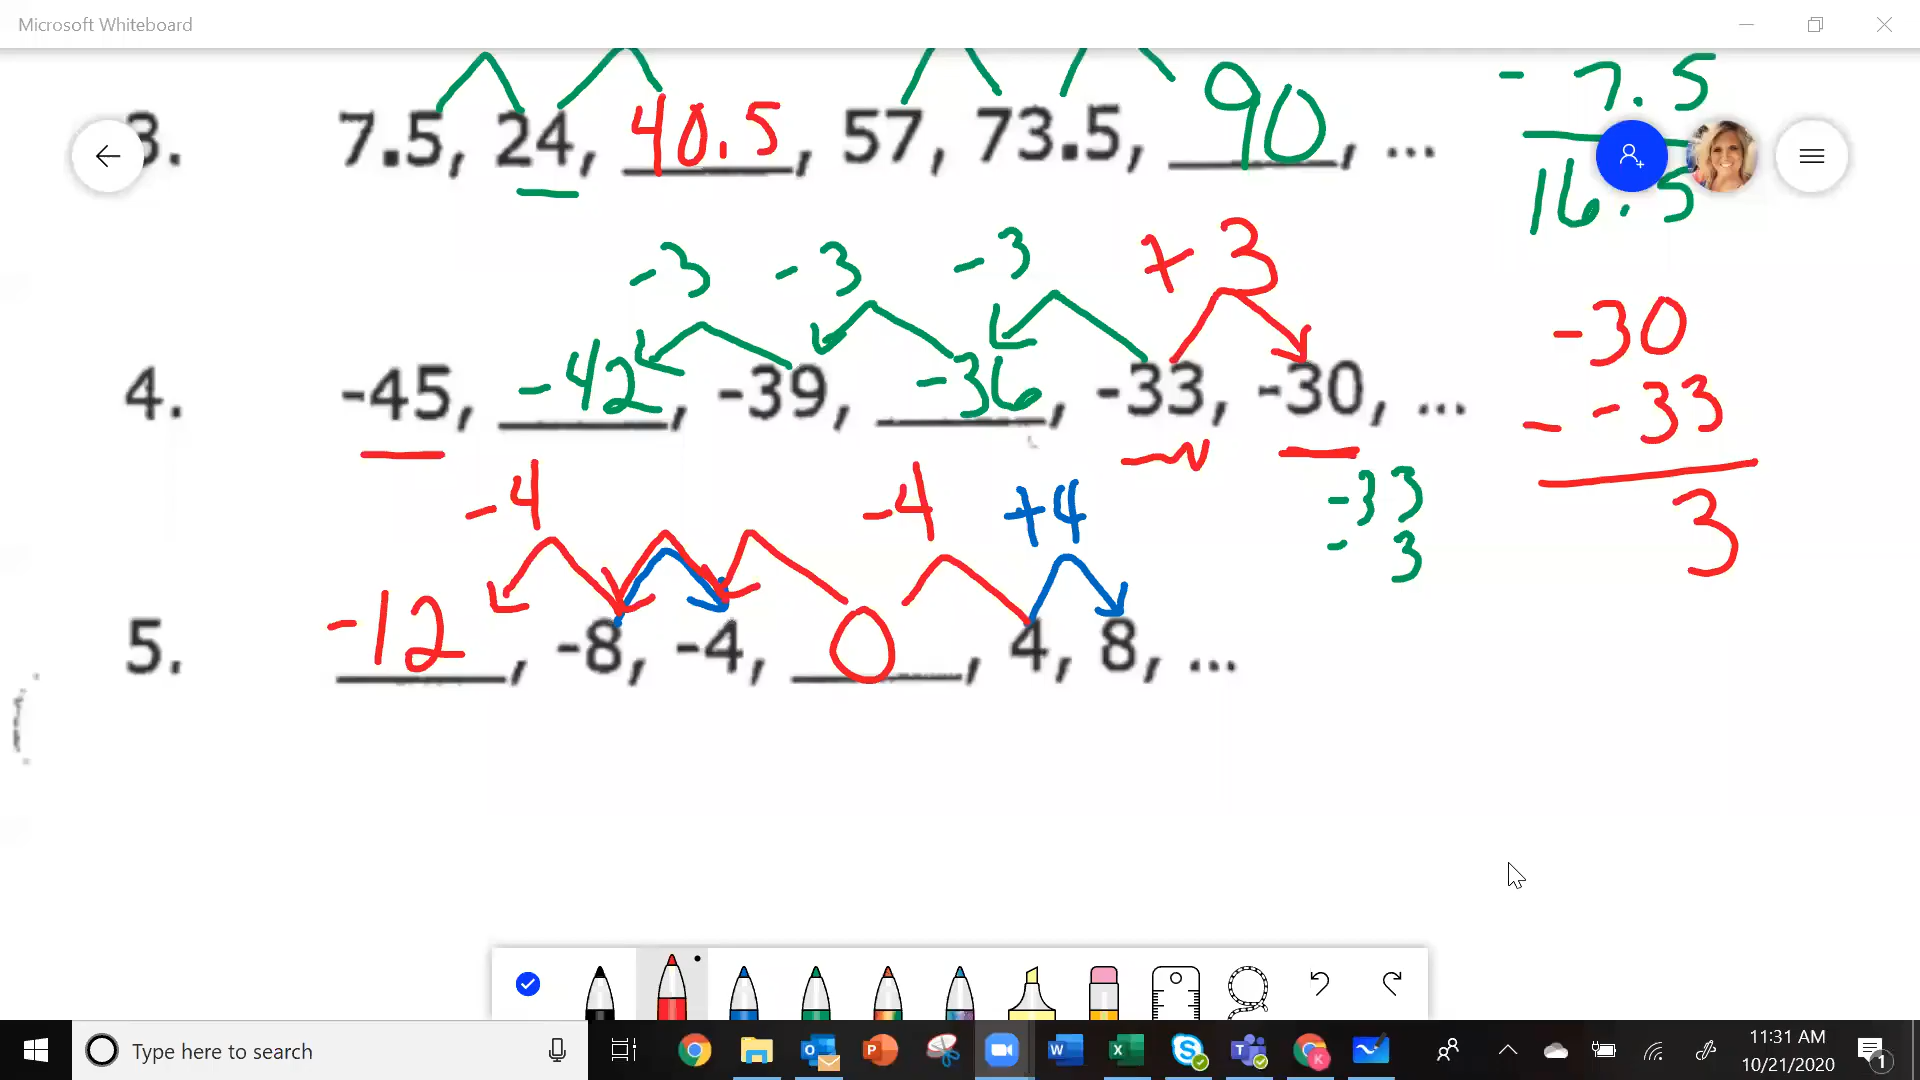 Microsoft Whiteboard
- 7.5
16.5
3. 7.5, 24, 40.5, 57, 73.5, 90, ...
-3 -3 -3 +3
4. -45, -42, -39, -36, -33, -30, ...
-30
- -33
3
-33
- 3
-4 -4 +4
5. -12, -8, -4, 0, 4, 8, ...
Type here to search
11:31 AM
10/21/2020
1